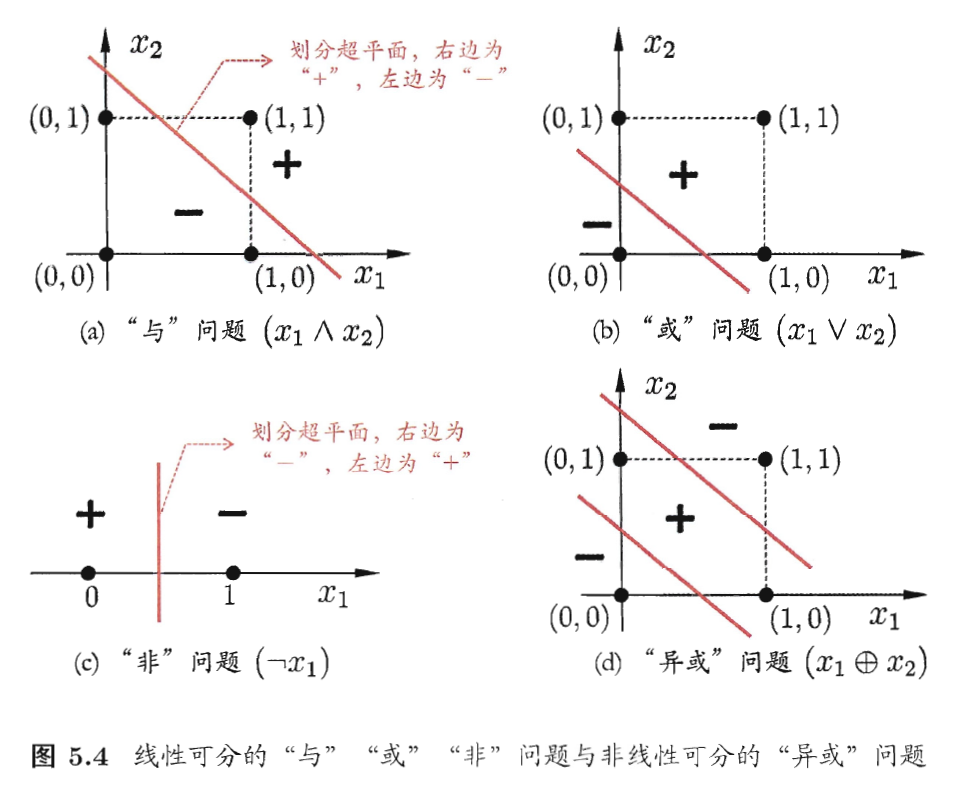 x₂
划分超平面，右边为
“+”，左边为“−”
(0,1)
(1,1)
+
−
(0,0)
(1,0)
x₁
(a) “与” 问题 (x₁ ∧ x₂)
x₂
(0,1)
(1,1)
+
−
(0,0)
(1,0)
x₁
(b) “或” 问题 (x₁ ∨ x₂)
划分超平面，右边为
“−”，左边为“+”
+
−
0
1
x₁
(c) “非” 问题 (¬x₁)
x₂
−
(0,1)
(1,1)
+
−
(0,0)
(1,0)
x₁
(d) “异或” 问题 (x₁ ⊕ x₂)
图 5.4 线性可分的“与”“或”“非”问题与非线性可分的“异或”问题